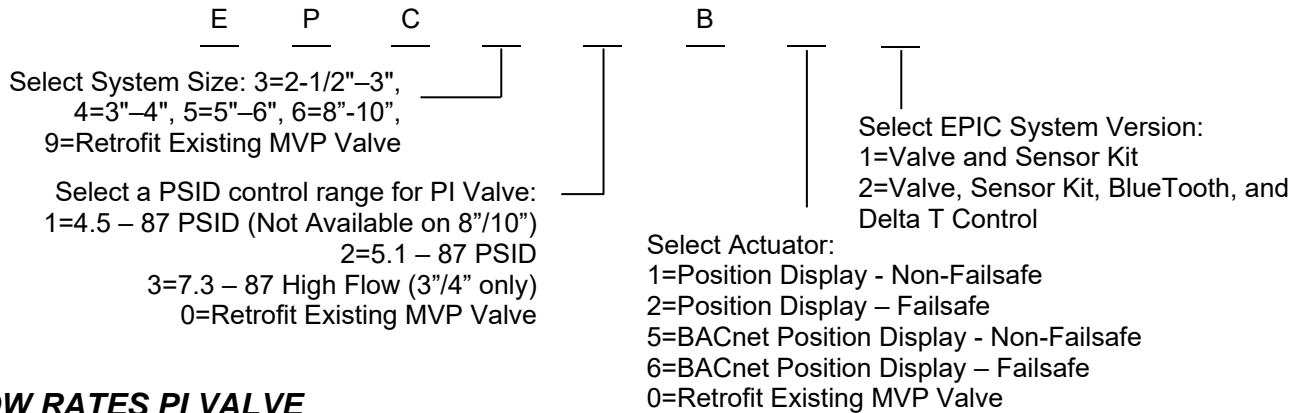 E P C B
Select System Size: 3=2-1/2"–3",
4=3"–4", 5=5"–6", 6=8”-10”,
9=Retrofit Existing MVP Valve
Select a PSID control range for PI Valve:
1=4.5 – 87 PSID (Not Available on 8”/10”)
2=5.1 – 87 PSID
3=7.3 – 87 High Flow (3”/4” only)
0=Retrofit Existing MVP Valve
Select EPIC System Version:
1=Valve and Sensor Kit
2=Valve, Sensor Kit, BlueTooth, and
Delta T Control
Select Actuator:
1=Position Display - Non-Failsafe
2=Position Display – Failsafe
5=BACnet Position Display - Non-Failsafe
6=BACnet Position Display – Failsafe
0=Retrofit Existing MVP Valve
OW RATES PI VALVE